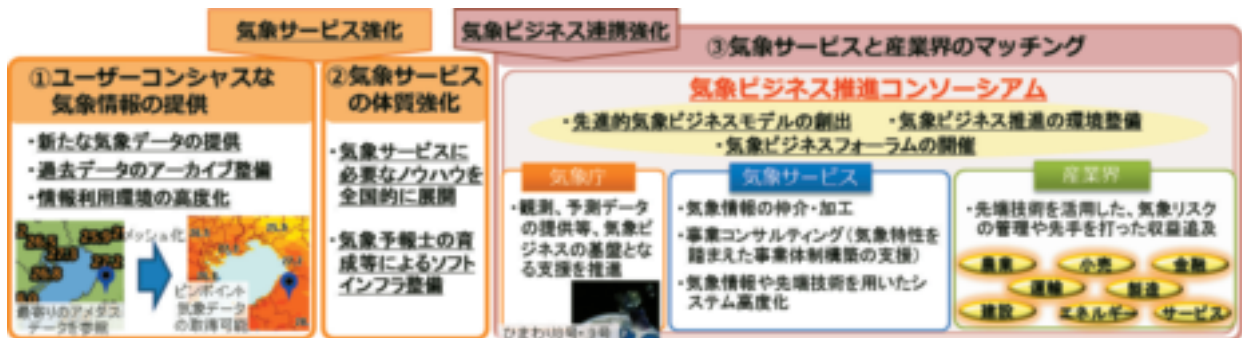 気象サービス強化
気象ビジネス連携強化
①ユーザーコンシャスな
気象情報の提供
・新たな気象データの提供
・過去データのアーカイブ整備
・情報利用環境の高度化
メッシュ化
最寄りのアメダス
データを参照
ピンポイント
気象データ
の取得可能
②気象サービス
の体質強化
・気象サービスに
必要なノウハウを
全国的に展開
・気象予報士の育
成等によるソフト
インフラ整備
③気象サービスと産業界のマッチング
気象ビジネス推進コンソーシアム
・先進的気象ビジネスモデルの創出
・気象ビジネス推進の環境整備
・気象ビジネスフォーラムの開催
気象庁
・観測、予測データ
の提供等、気象ビ
ジネスの基盤とな
る支援を推進
ひまわり8号・9号
気象サービス
・気象情報の仲介・加工
・事業コンサルティング(気象特性を
踏まえた事業体制構築の支援)
・気象情報や先端技術を用いたシ
ステム高度化
産業界
・先端技術を活用した、気象リスク
の管理や先手を打った収益追及
農業
小売
金融
運輸
製造
建設
エネルギー
サービス